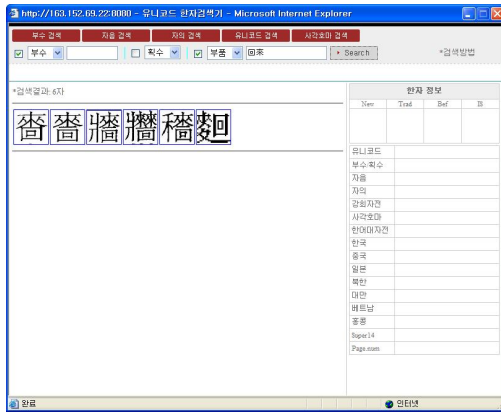 http://163.152.69.22:8080 - 유니코드 한자검색기 - Microsoft Internet Explorer
부수 검색 자음 검색 자의 검색 유니코드 검색 사각호마 검색
부수 획수 부품 回來 Search *검색방법
*검색결과: 6자
한자 정보
New Trad Bef IS
유니코드
부수/획수
자음
자의
강희자전
사각호마
한어대자전
한국
중국
일본
북한
대만
베트남
홍콩
Super14
완료 인터넷